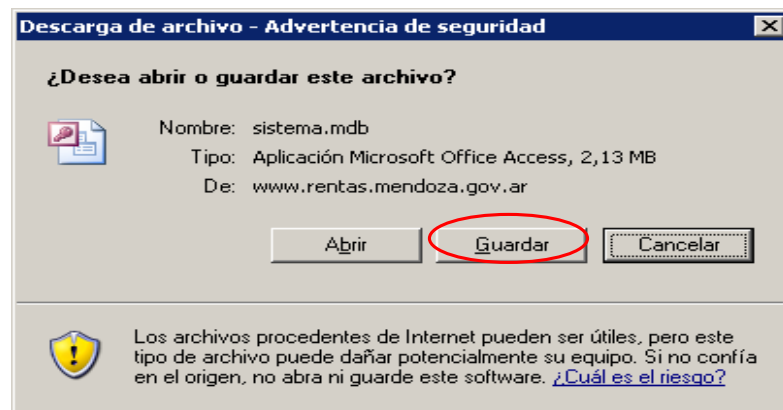 Descarga de archivo - Advertencia de seguridad
¿Desea abrir o guardar este archivo?
Nombre: sistema.mdb
Tipo: Aplicación Microsoft Office Access, 2,13 MB
De: www.rentas.mendoza.gov.ar
Abrir Guardar Cancelar
Los archivos procedentes de Internet pueden ser útiles, pero este
tipo de archivo puede dañar potencialmente su equipo. Si no confía
en el origen, no abra ni guarde este software. ¿Cuál es el riesgo?